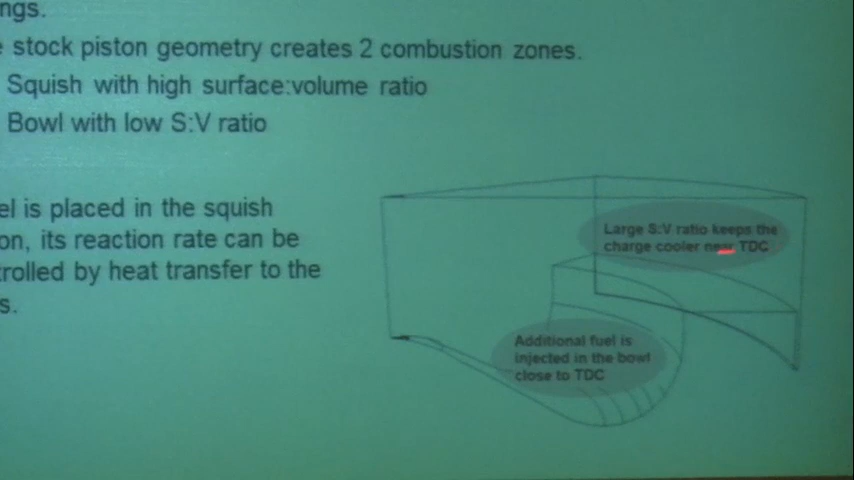 ngs.
e stock piston geometry creates 2 combustion zones.
Squish with high surface:volume ratio
Bowl with low S:V ratio
el is placed in the squish
on, its reaction rate can be
trolled by heat transfer to the
s.
Large S:V ratio keeps the
charge cooler near TDC
Additional fuel is
injected in the bowl
close to TDC